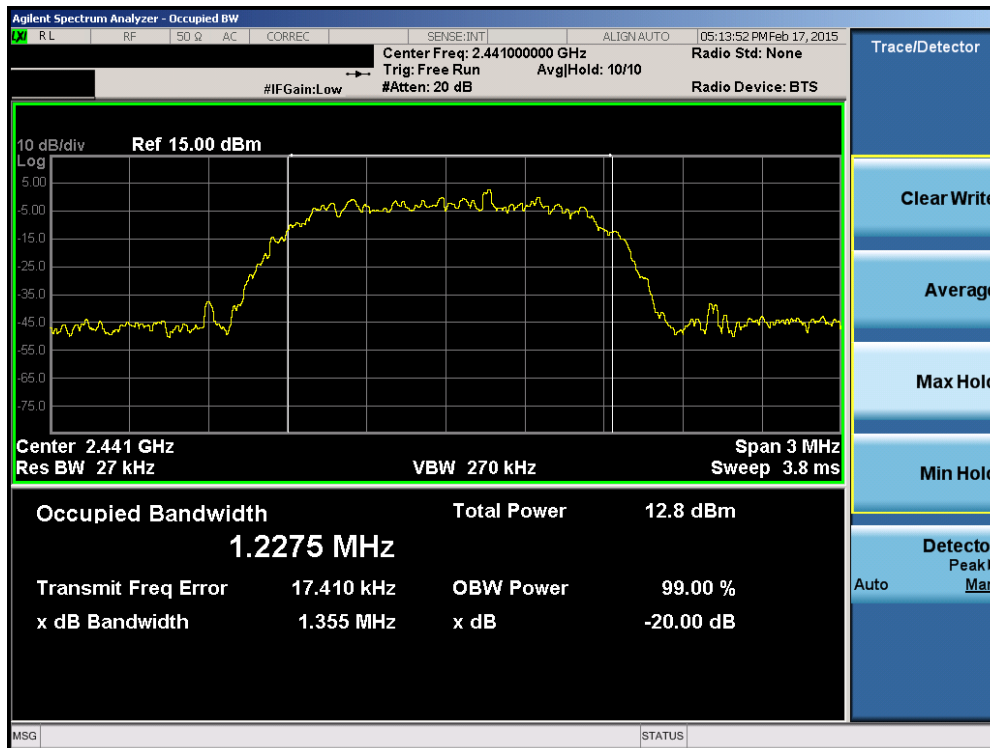 Agilent Spectrum Analyzer - Occupied BW
LXI RL RF 50 Ω AC CORREC SENSE:INT ALIGN AUTO 05:13:52 PM Feb 17, 2015
Center Freq: 2.441000000 GHz Radio Std: None
Trig: Free Run Avg|Hold: 10/10
#IFGain:Low #Atten: 20 dB Radio Device: BTS
10 dB/div Ref 15.00 dBm
Log
5.00
-5.00
-15.0
-25.0
-35.0
-45.0
-55.0
-65.0
-75.0
Center 2.441 GHz Span 3 MHz
Res BW 27 kHz VBW 270 kHz Sweep 3.8 ms
Occupied Bandwidth Total Power 12.8 dBm
1.2275 MHz
Transmit Freq Error 17.410 kHz OBW Power 99.00 %
x dB Bandwidth 1.355 MHz x dB -20.00 dB
MSG STATUS
Trace/Detector
Clear Write
Average
Max Hold
Min Hold
Detecto
Peak
Auto Man